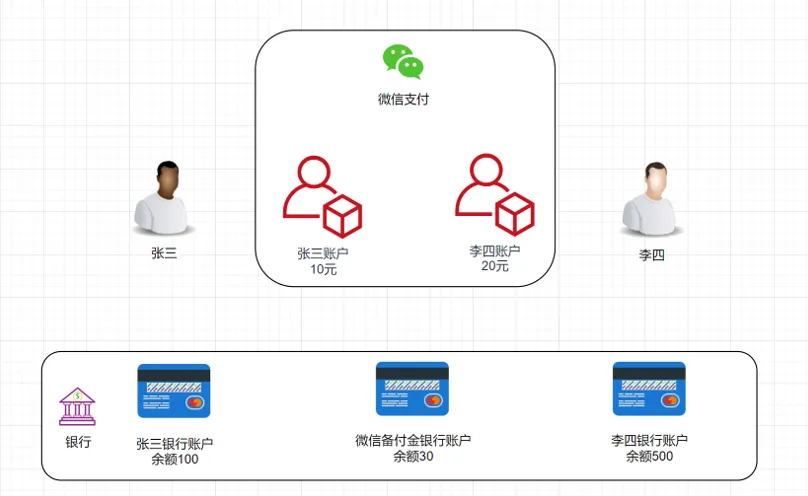 微信支付
张三账户
10元
李四账户
20元
张三
李四
银行
张三银行账户
余额100
微信备付金银行账户
余额30
李四银行账户
余额500